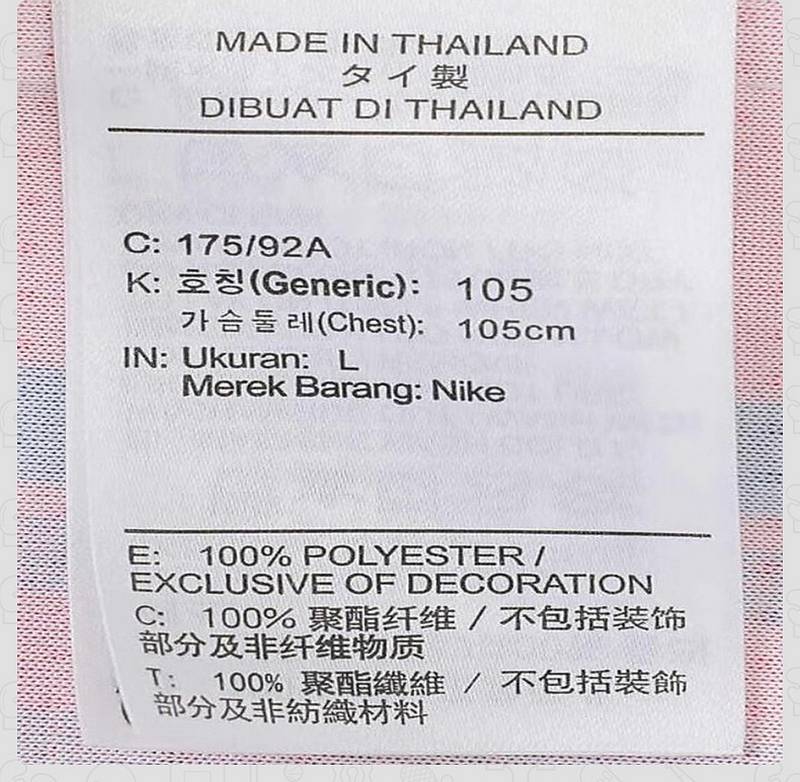 MADE IN THAILAND
タイ製
DIBUAT DI THAILAND
C: 175/92A
K: 호칭(Generic): 105
가슴둘레(Chest): 105cm
IN: Ukuran: L
Merek Barang: Nike
E: 100% POLYESTER /
EXCLUSIVE OF DECORATION
C: 100% 聚酯纤维 / 不包括装饰
部分及非纤维物质
T: 100% 聚酯纖維 / 不包括裝飾
部分及非紡織材料